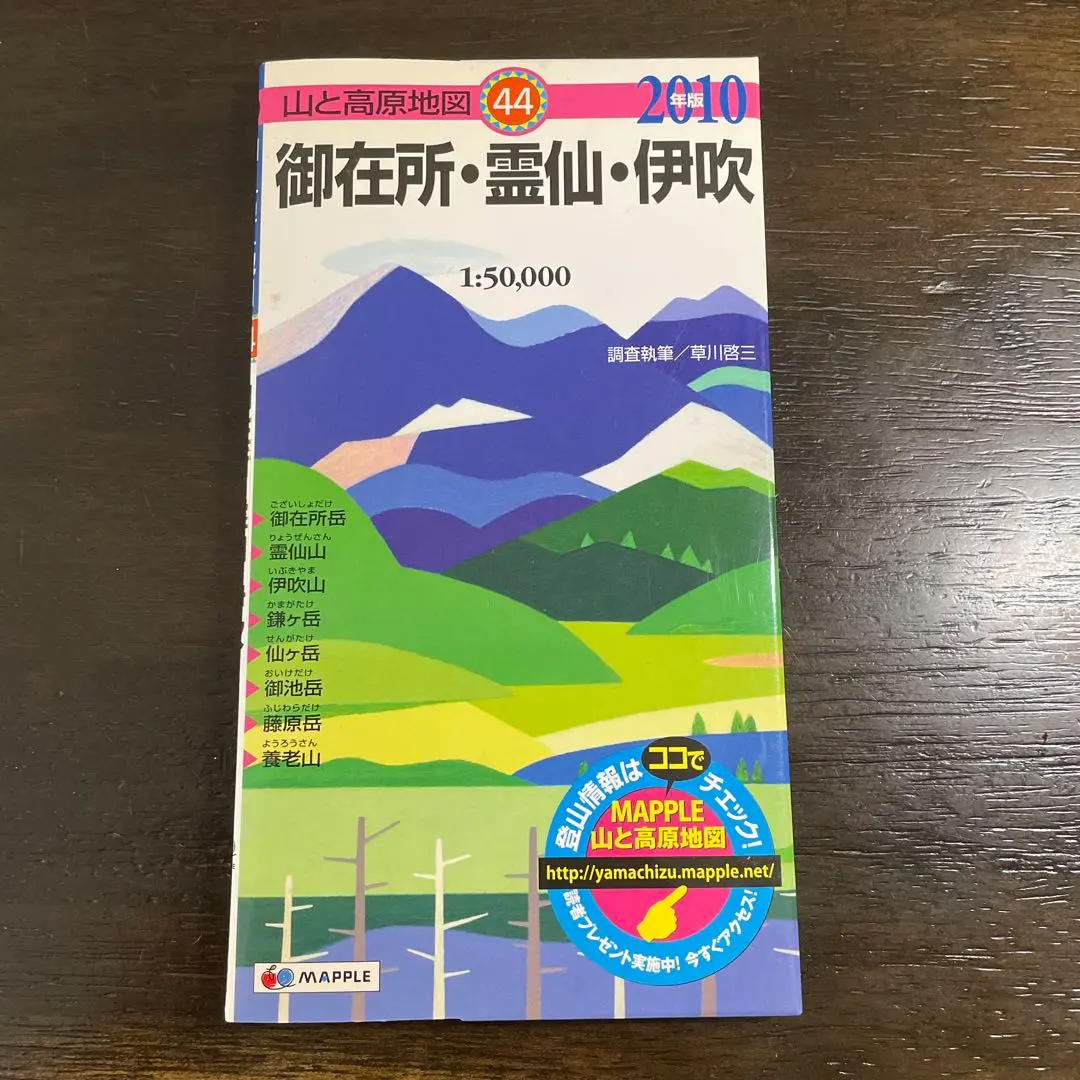 山と高原地図 44
2010年版
御在所・霊仙・伊吹
1:50,000
調査執筆／草川啓三
ございしょだけ
御在所岳
りょうぜんさん
霊仙山
いぶきやま
伊吹山
かまがたけ
鎌ヶ岳
せんがたけ
仙ヶ岳
おいけだけ
御池岳
ふじわらだけ
藤原岳
ようろうさん
養老山
登山情報は ココで チェック!
MAPPLE
山と高原地図
http://yamachizu.mapple.net/
読者プレゼント実施中! 今すぐアクセス!
MAPPLE